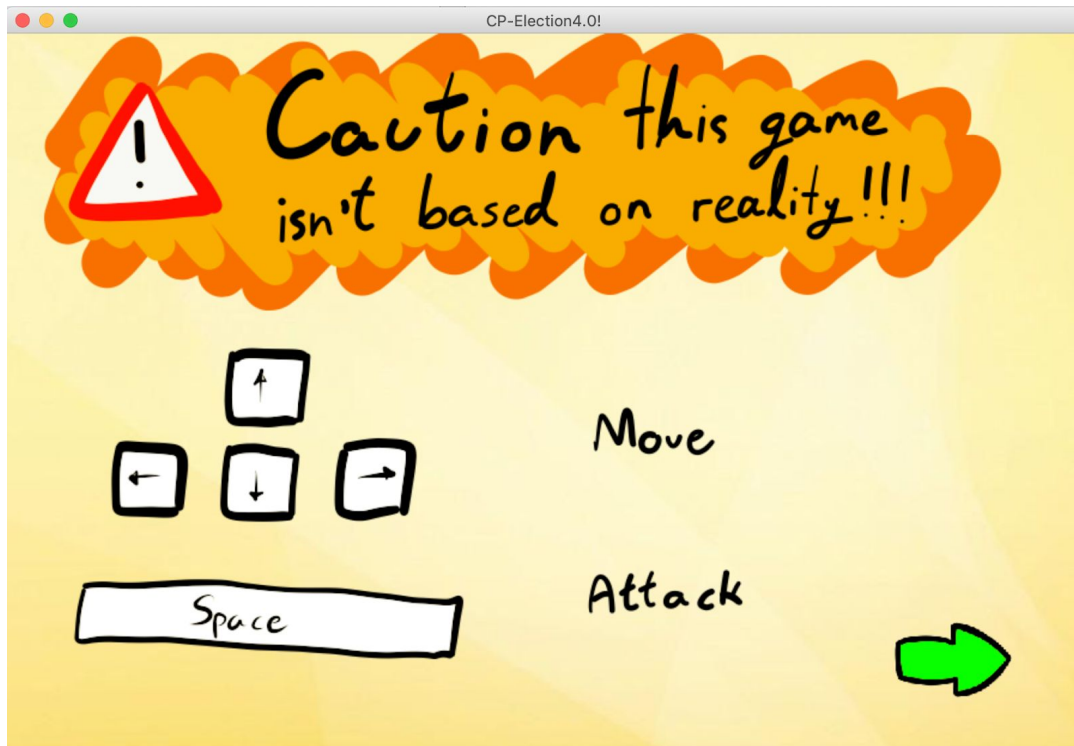 CP-Election4.0!
Caution this game
isn't based on reality!!!
Move
Space
Attack